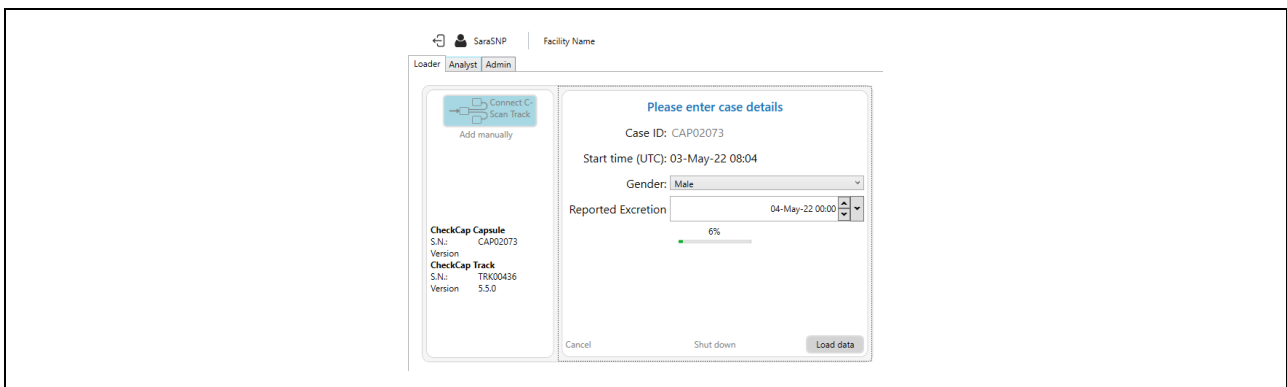 SaraSNP Facility Name
Loader Analyst Admin
Connect C-
Scan Track
Add manually
CheckCap Capsule
S.N.: CAP02073
Version
CheckCap Track
S.N.: TRK00436
Version 5.5.0
Please enter case details
Case ID: CAP02073
Start time (UTC): 03-May-22 08:04
Gender: Male
Reported Excretion 04-May-22 00:00
6%
Cancel Shut down Load data